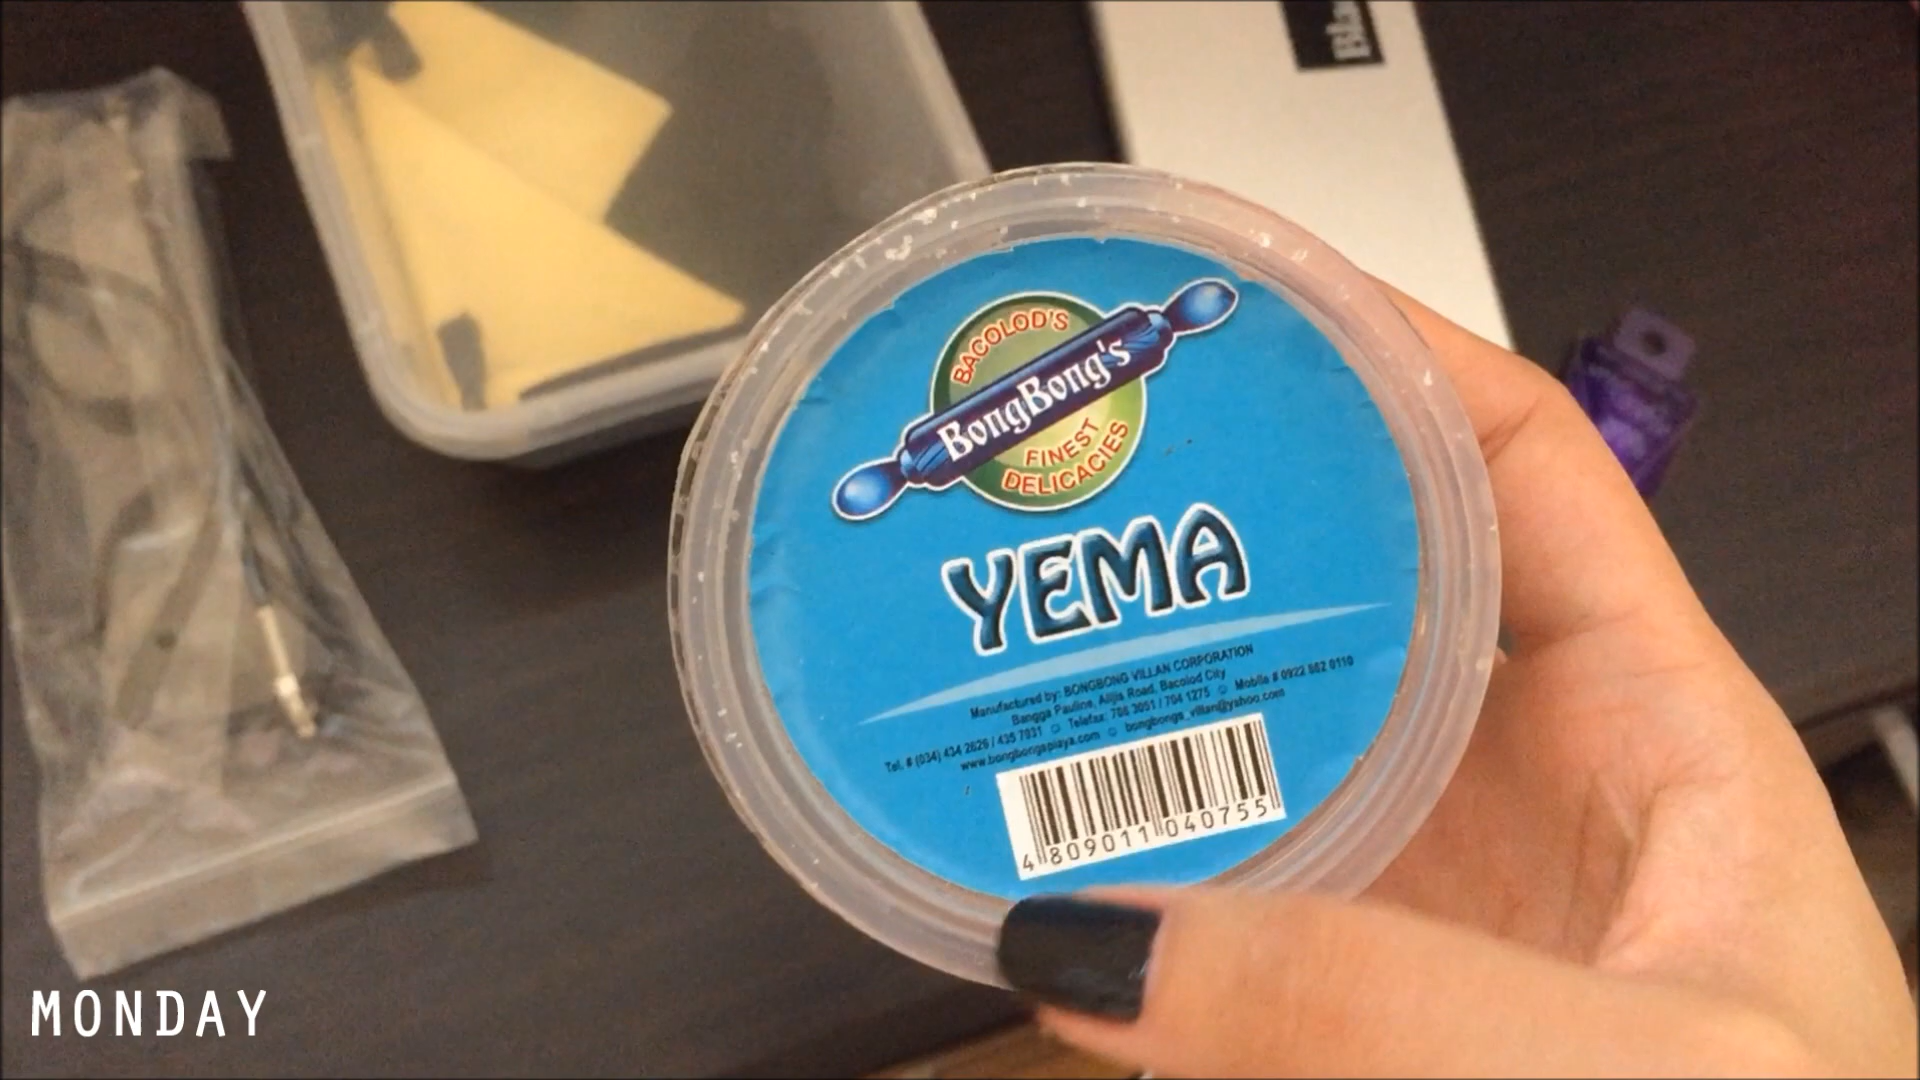 Bla
BACOLOD'S
BongBong's
FINEST
DELICACIES
YEMA
Manufactured by: BONGBONG VILLAN CORPORATION
Bangga Pauline, Alijis Road, Bacolod City
Tel. # (034) 434 2626 / 435 7031 ☺ Telefax: 708 3051 / 704 1275 ☺ Mobile # 0922 882 0110
www.bongbongspiaya.com ☺ bongbongs_villan@yahoo.com
4 809011 040755
MONDAY